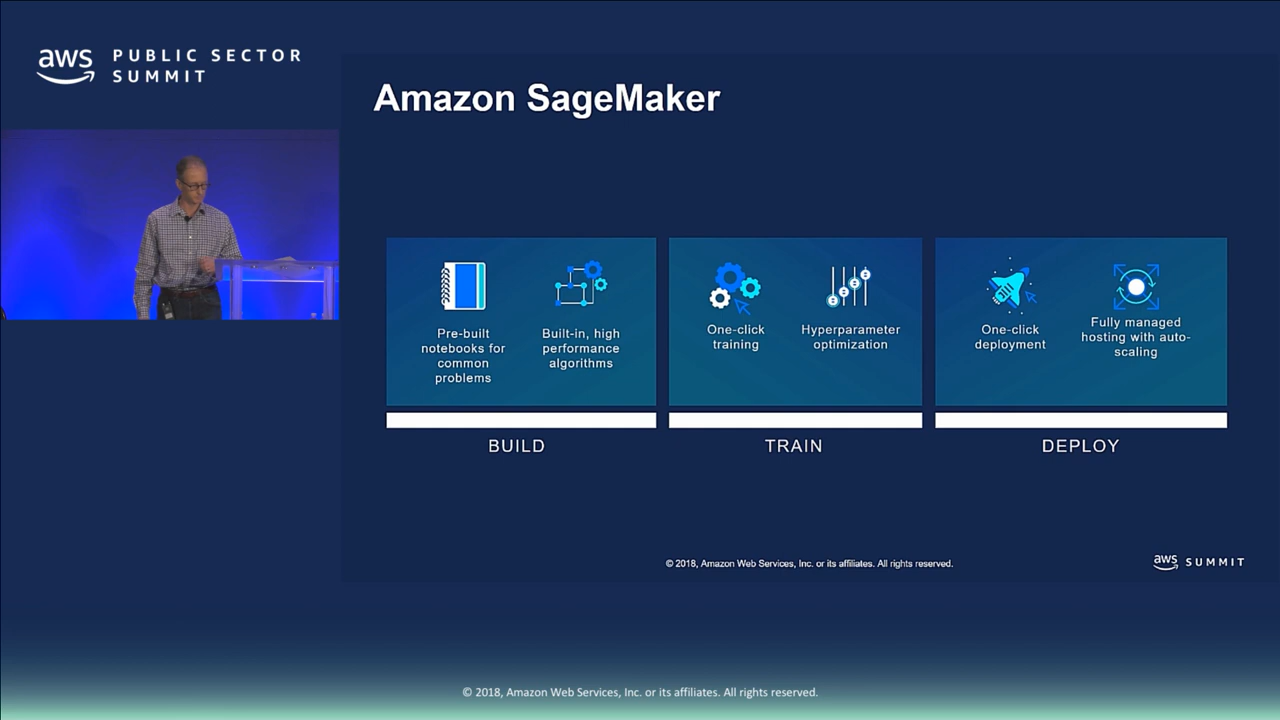 aws PUBLIC SECTOR
SUMMIT
Amazon SageMaker
Pre-built
notebooks for
common
problems
Built-in, high
performance
algorithms
One-click
training
Hyperparameter
optimization
One-click
deployment
Fully managed
hosting with auto-
scaling
BUILD
TRAIN
DEPLOY
© 2018, Amazon Web Services, Inc. or its affiliates. All rights reserved.
aws SUMMIT
© 2018, Amazon Web Services, Inc. or its affiliates. All rights reserved.